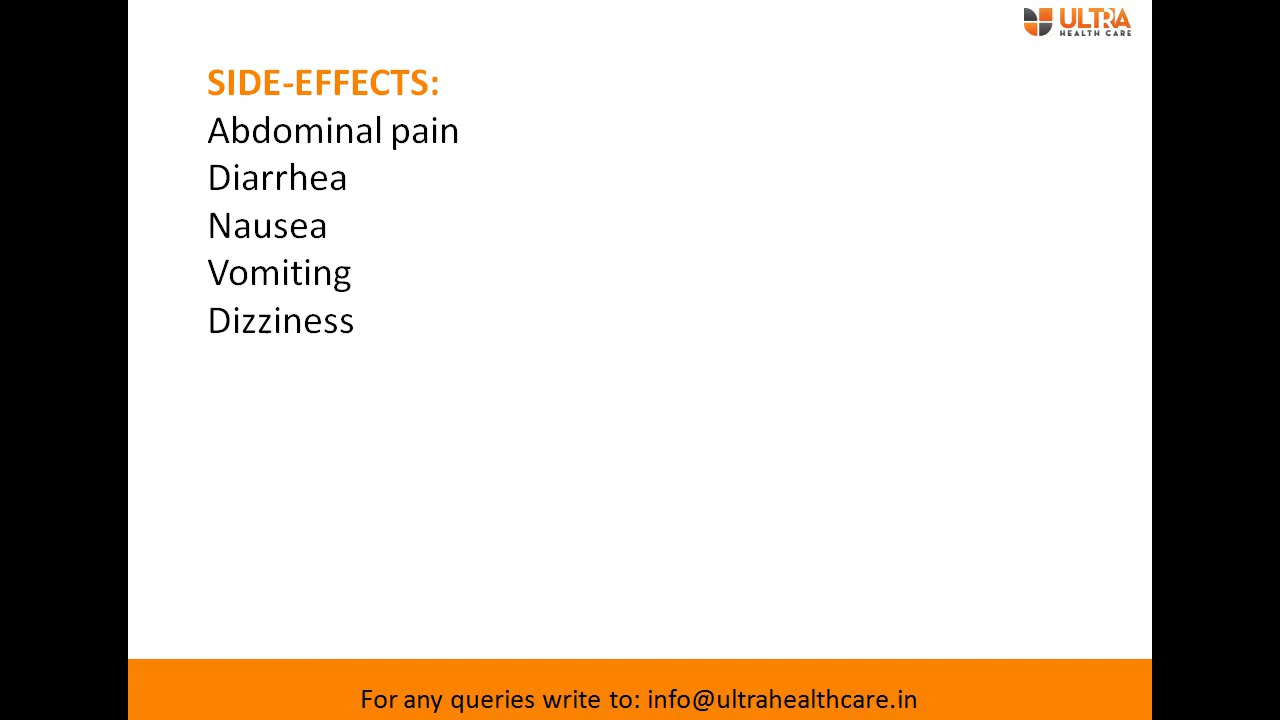 ULTRA
HEALTH CARE
SIDE-EFFECTS:
Abdominal pain
Diarrhea
Nausea
Vomiting
Dizziness
For any queries write to: info@ultrahealthcare.in